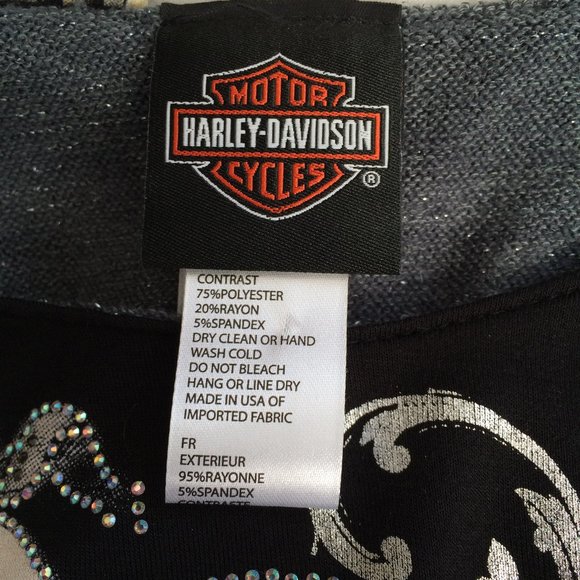 MOTOR
HARLEY-DAVIDSON
CYCLES
®
CONTRAST
75%POLYESTER
20%RAYON
5%SPANDEX
DRY CLEAN OR HAND
WASH COLD
DO NOT BLEACH
HANG OR LINE DRY
MADE IN USA OF
IMPORTED FABRIC
FR
EXTERIEUR
95%RAYONNE
5%SPANDEX
CONTRASTE